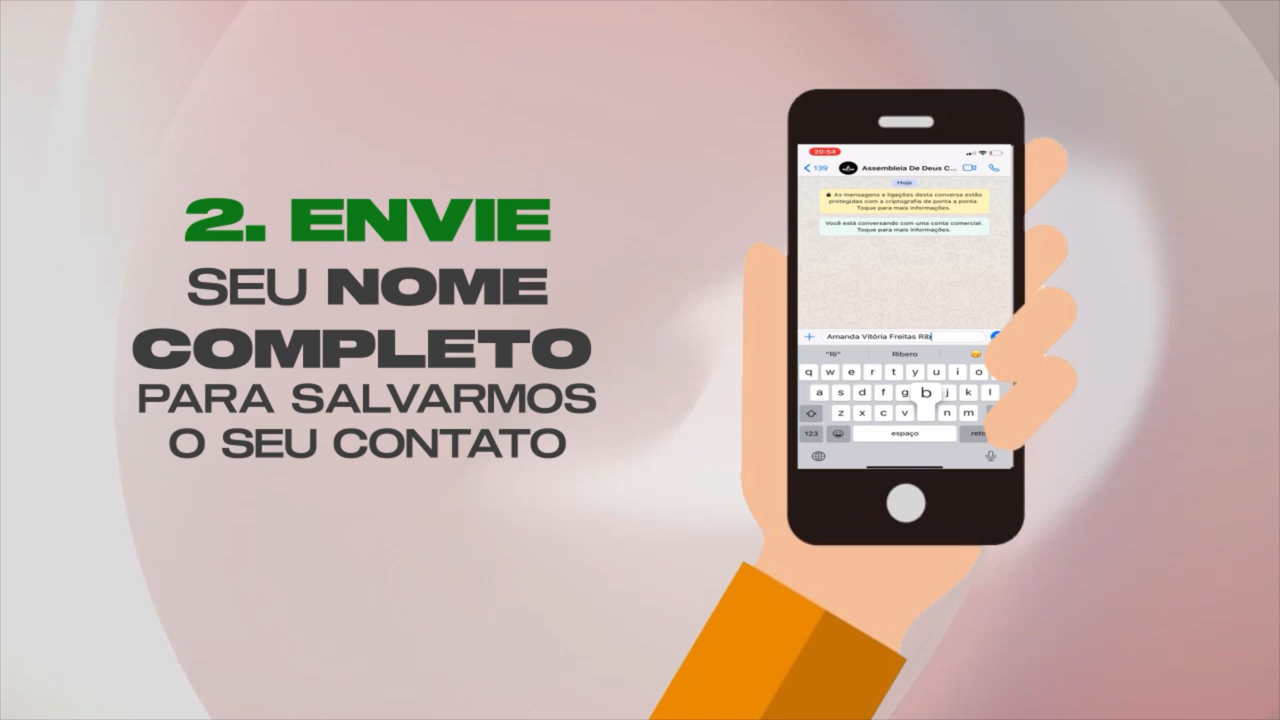 2. ENVIE
SEU NOME
COMPLETO
PARA SALVARMOS
O SEU CONTATO
20:54
139
Assembleia De Deus C...
Hoje
As mensagens e ligações desta conversa estão
protegidas com a criptografia de ponta a ponta.
Toque para mais informações.
Você está conversando com uma conta comercial.
Toque para mais informações.
Amanda Vitória Freitas Rib
"Ri"
Ribero
q w e r t y u i o
a s d f g b j k l
z x c v n m
123
espaço
reto